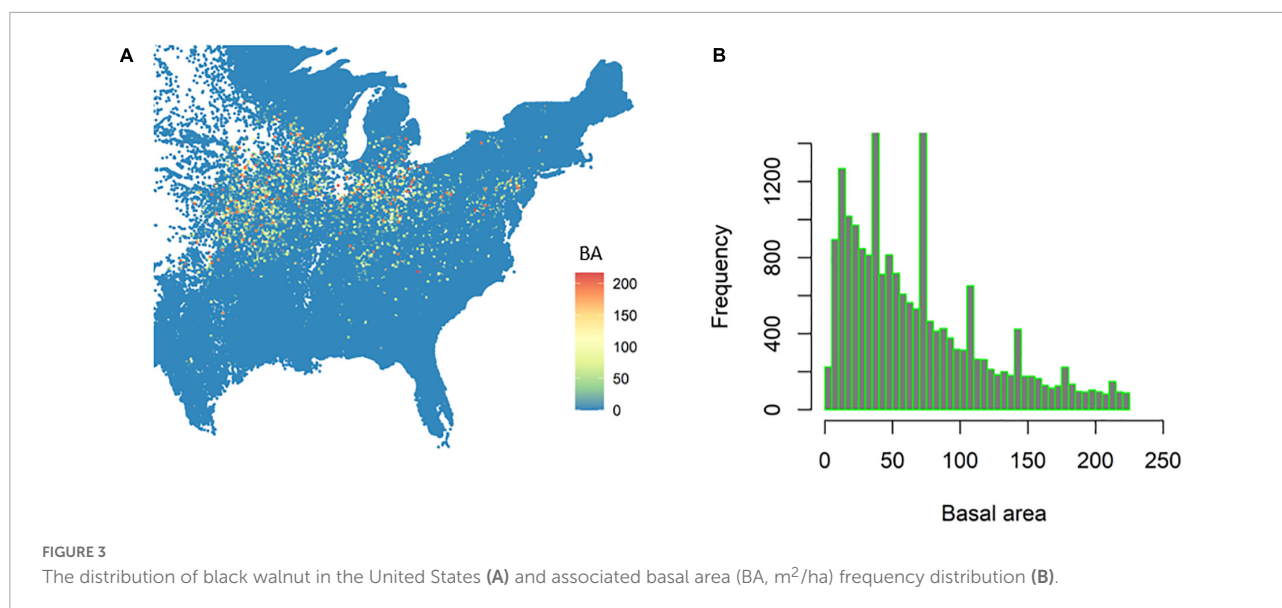 A
BA
200
150
100
50
0
B
Frequency
0 400 800 1200
0 50 100 150 200 250
Basal area
FIGURE 3
The distribution of black walnut in the United States (A) and associated basal area (BA, m²/ha) frequency distribution (B).